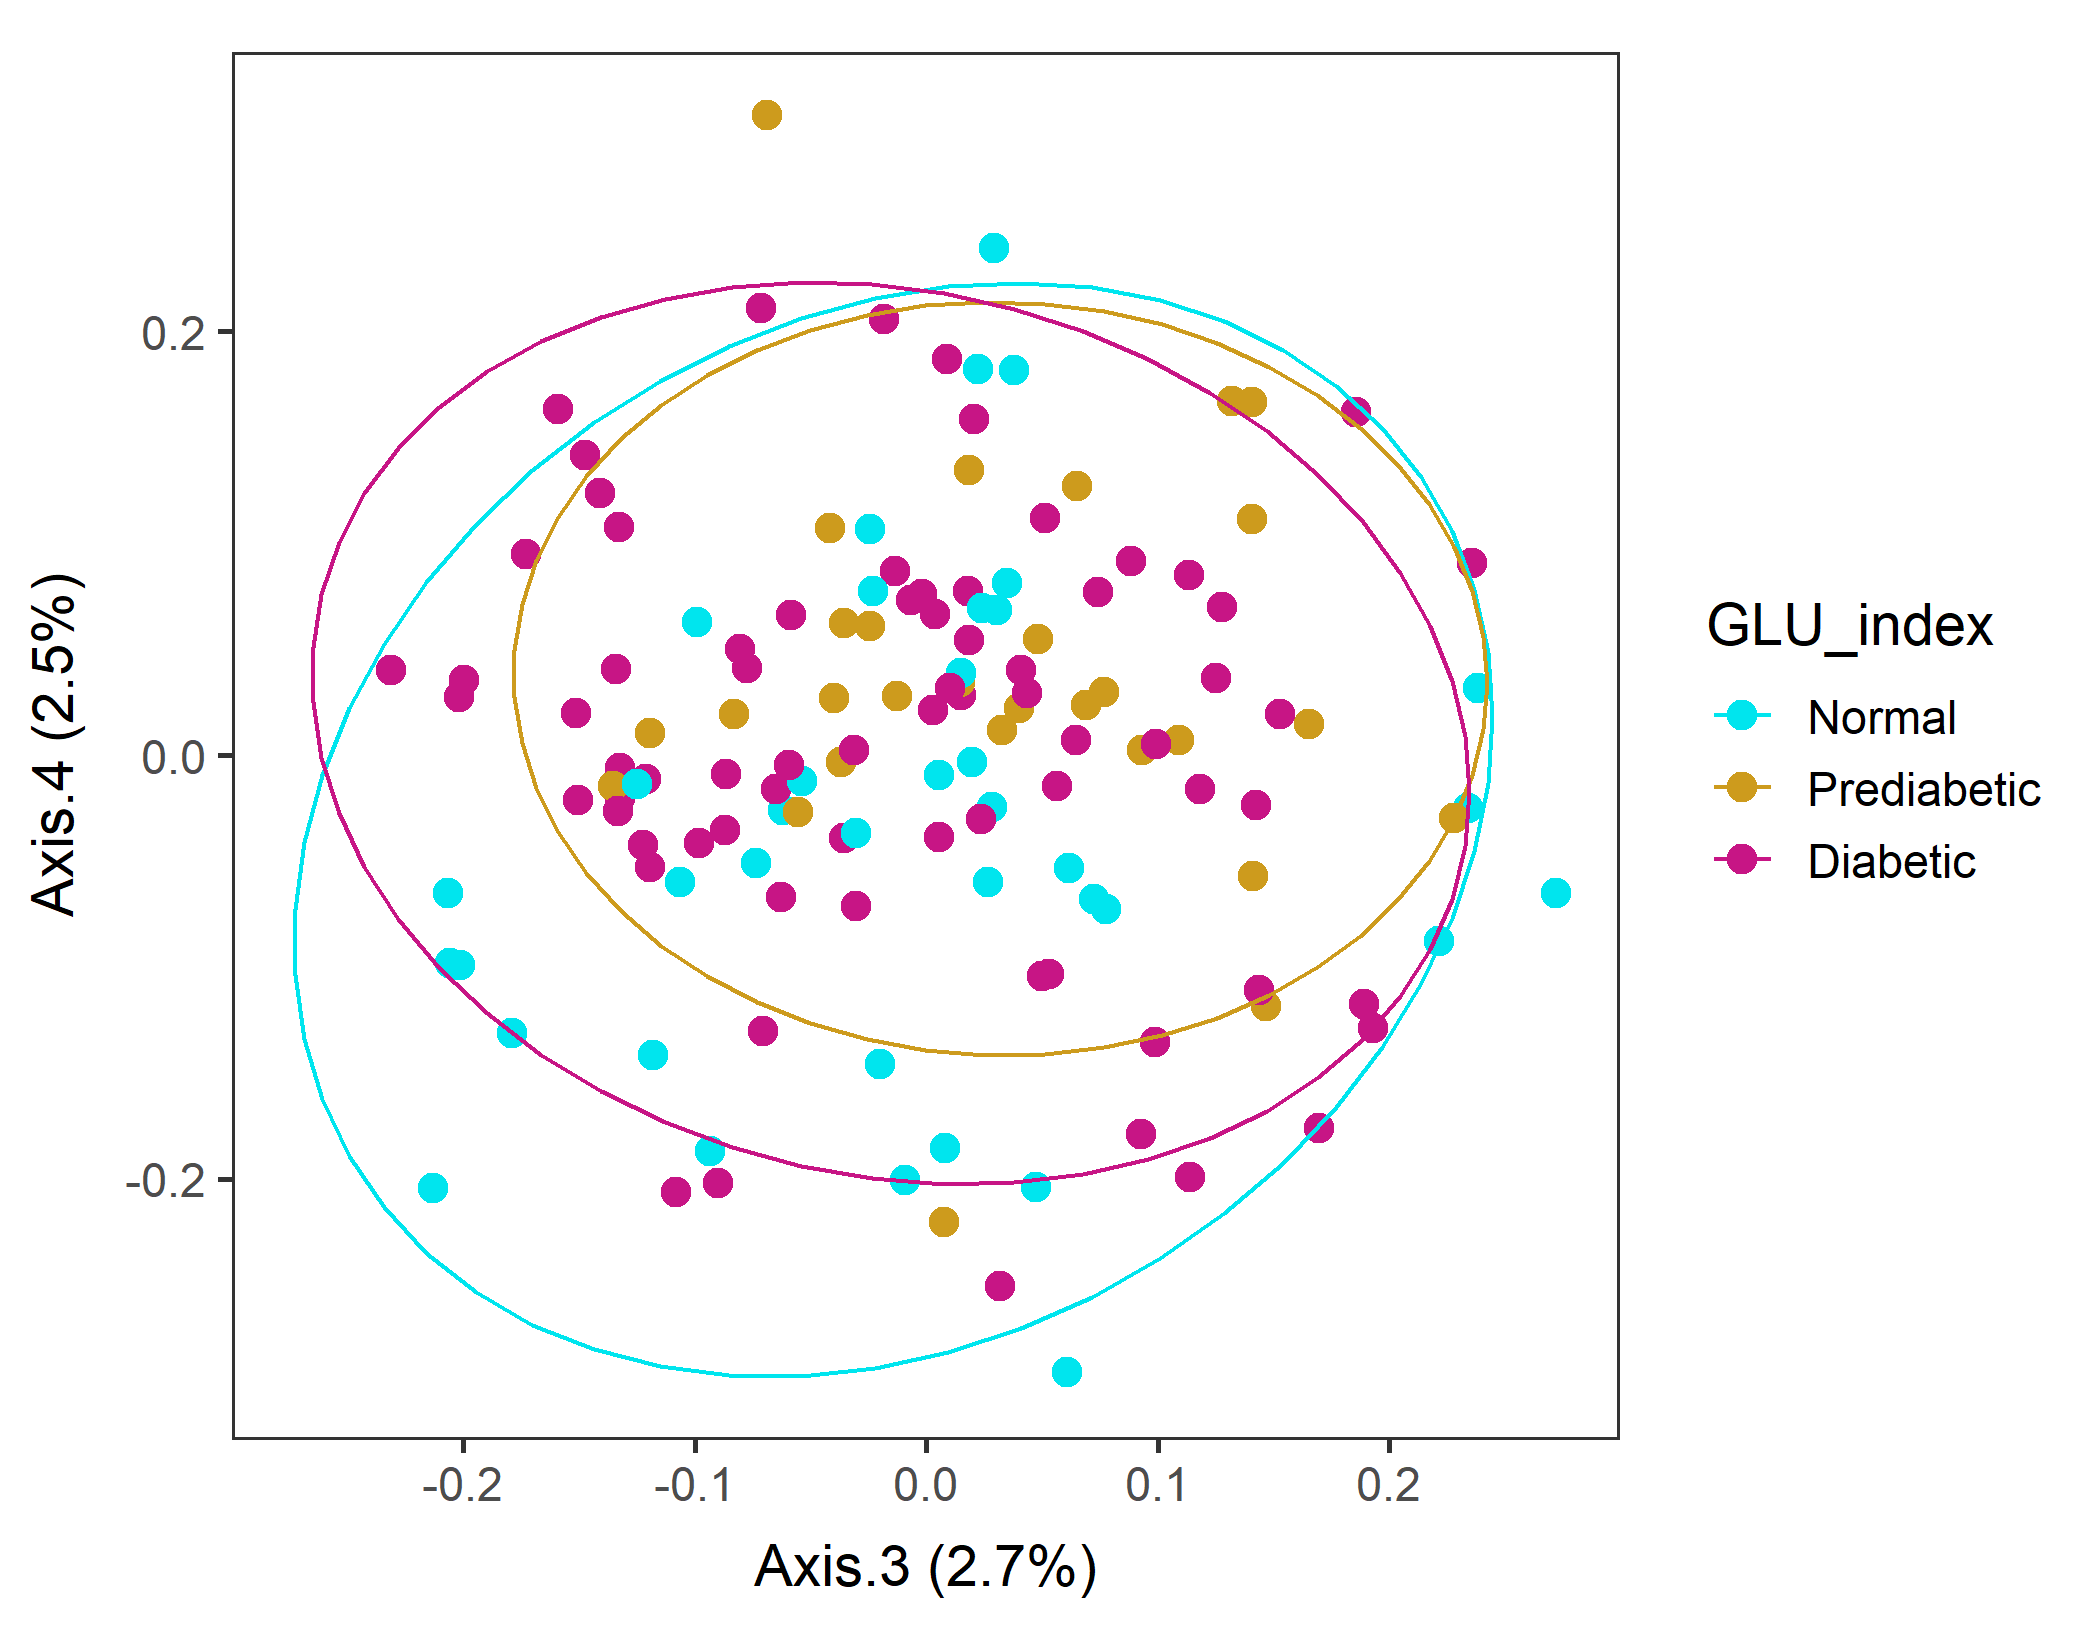 Axis.4 (2.5%)
0.2
0.0
-0.2
-0.2
-0.1
0.0
0.1
0.2
Axis.3 (2.7%)
GLU_index
Normal
Prediabetic
Diabetic